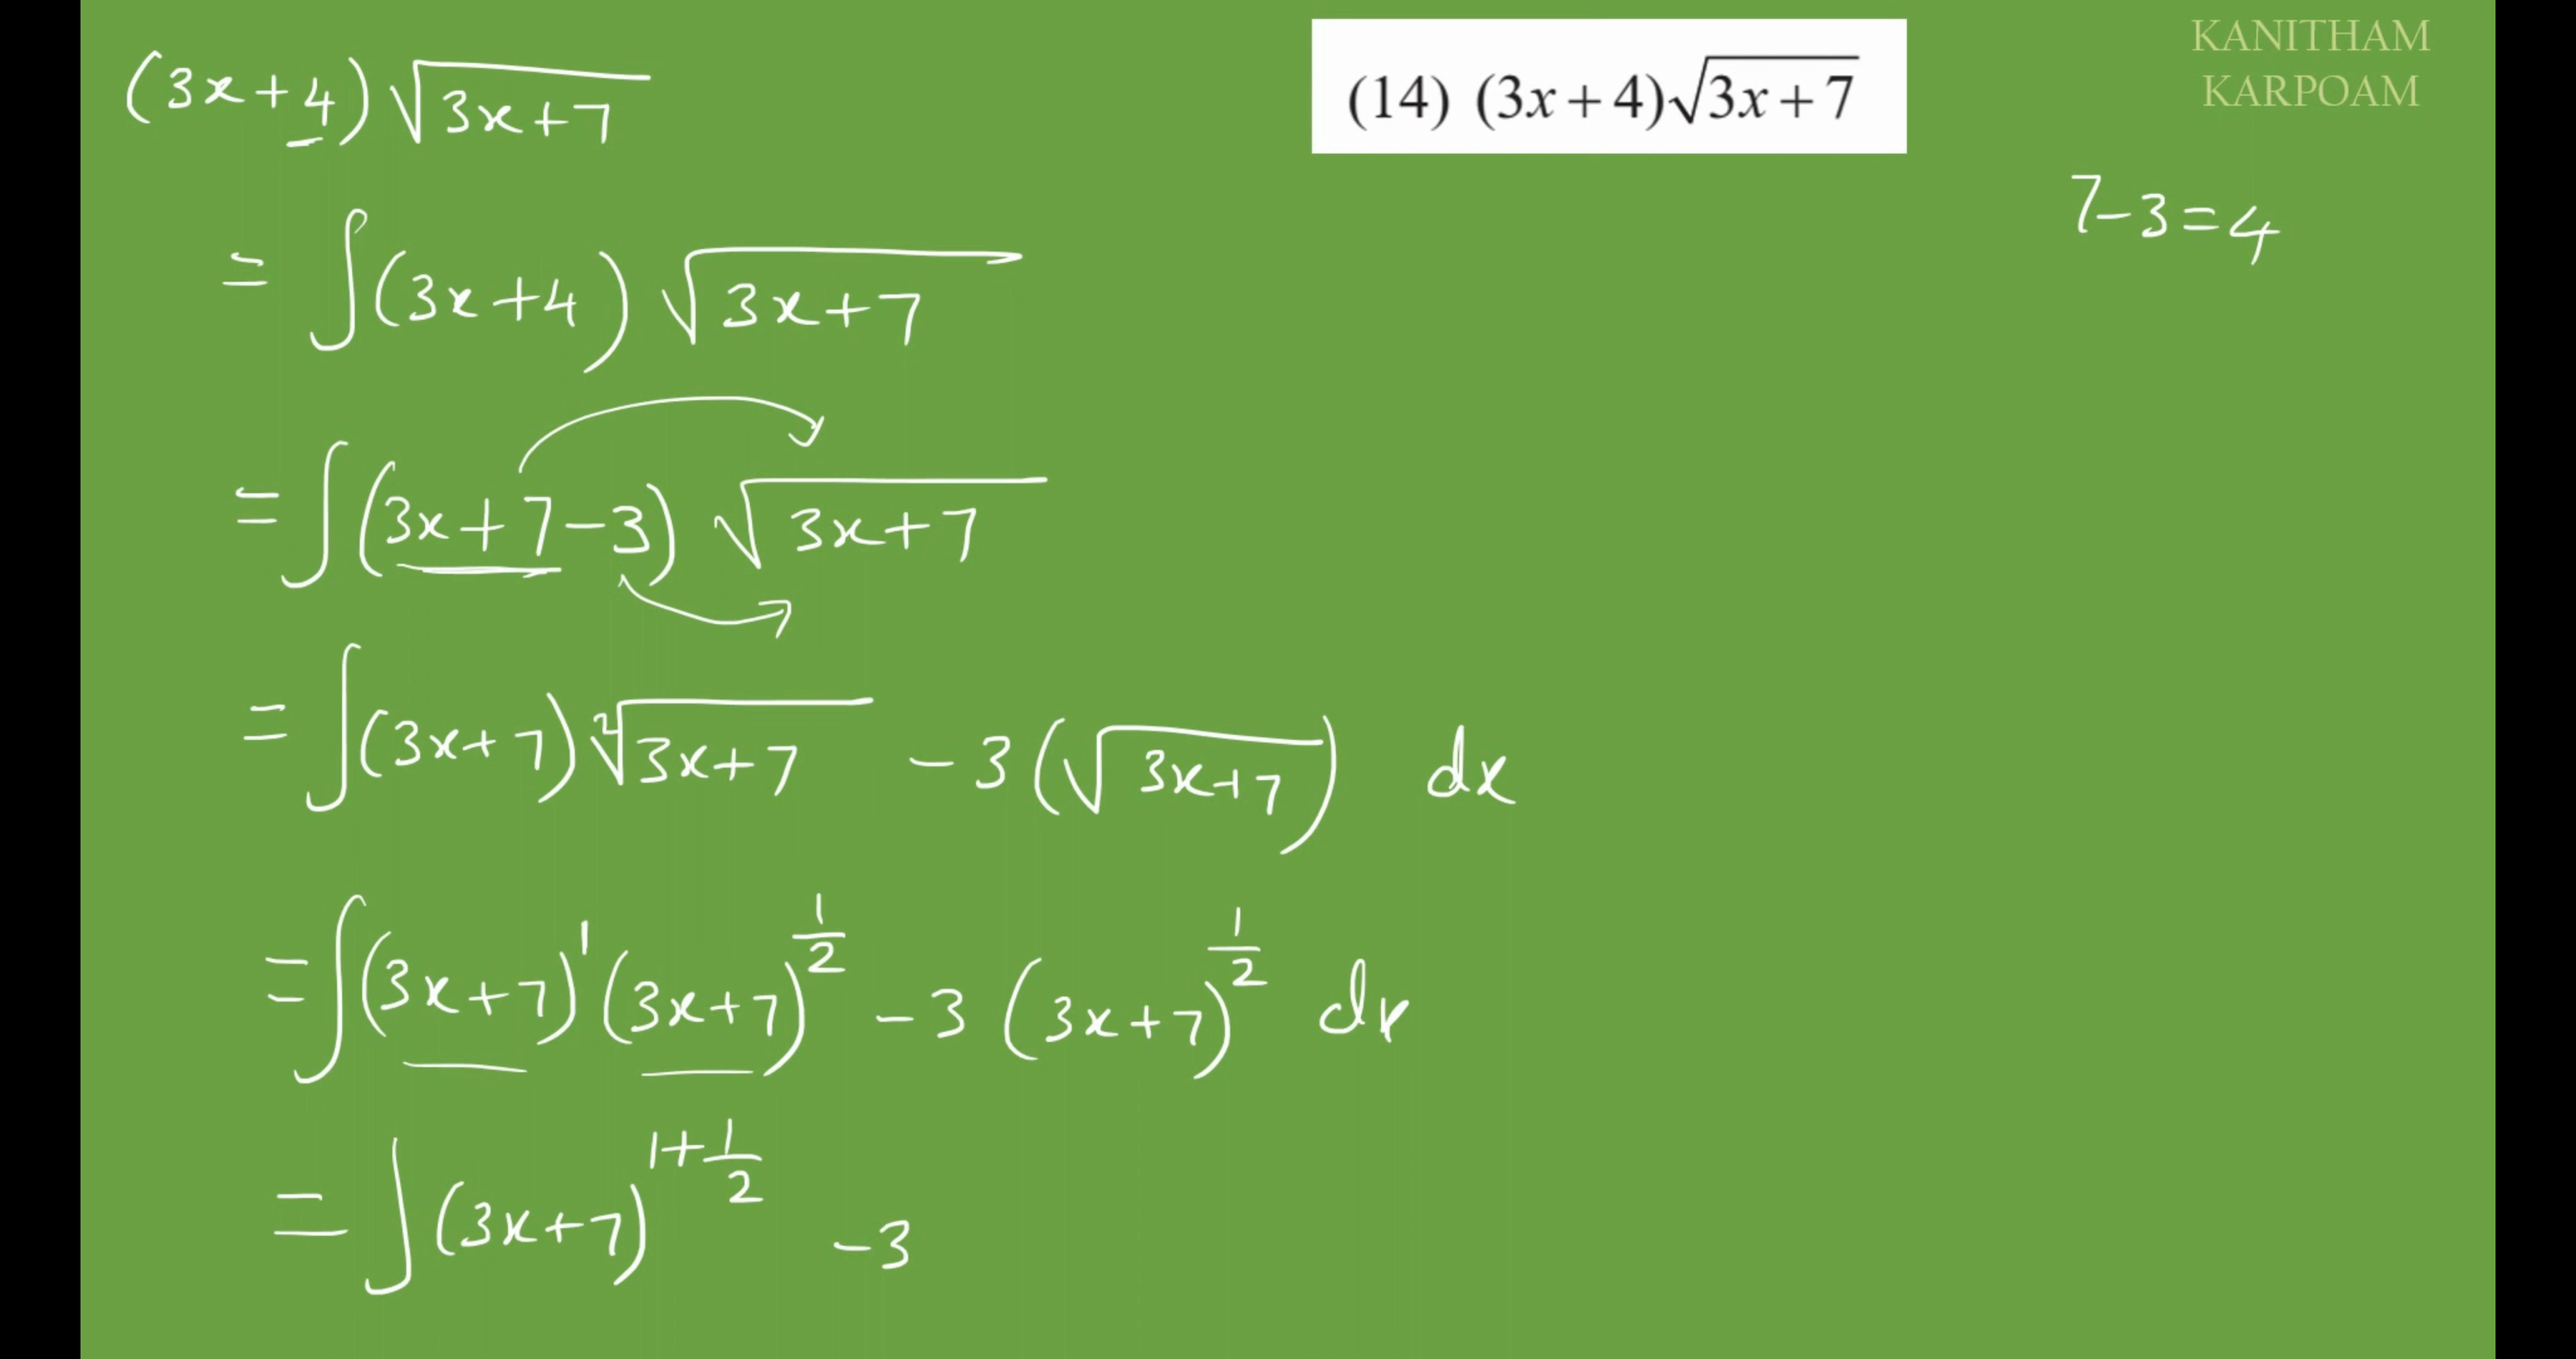 (14) (3x + 4)√(3x + 7)
KANITHAM
KARPOAM
(3x+4) √(3x+7)
7-3=4
= ∫(3x+4) √(3x+7)
= ∫(3x+7-3) √(3x+7)
= ∫(3x+7) ²√(3x+7) - 3(√(3x+7)) dx
= ∫(3x+7)¹ (3x+7)^(1/2) - 3 (3x+7)^(1/2) dx
= ∫(3x+7)^(1+1/2) -3